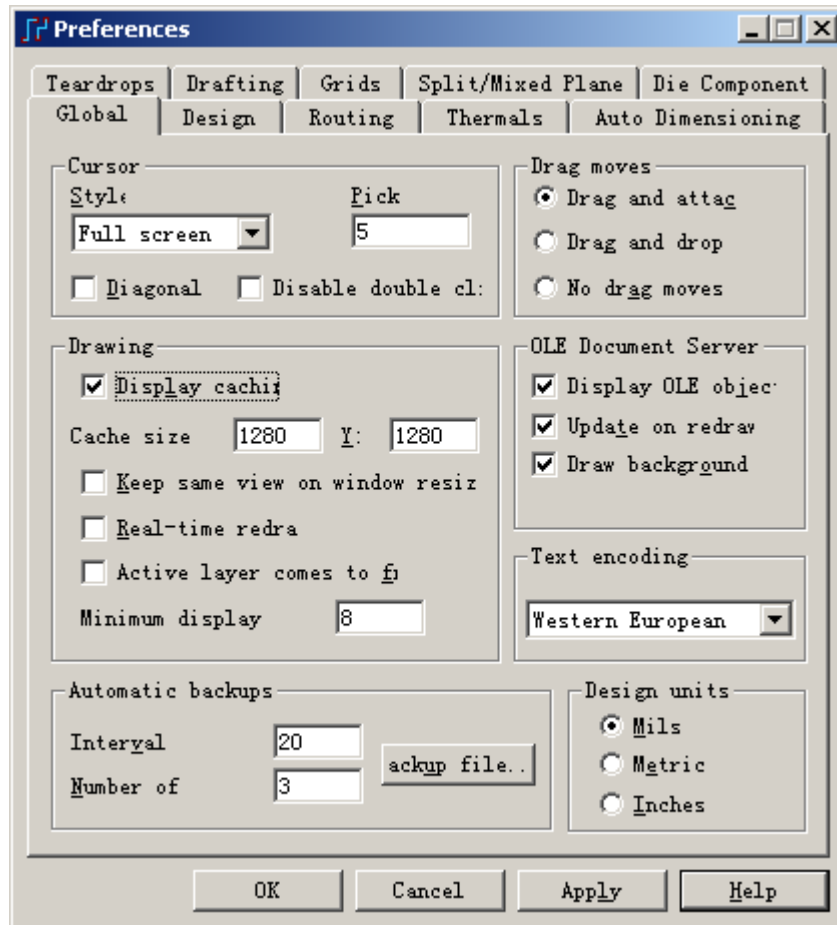 Preferences
Teardrops Drafting Grids Split/Mixed Plane Die Component
Global Design Routing Thermals Auto Dimensioning
Cursor
Style
Pick
Full screen
5
Diagonal
Disable double cl:
Drag moves
Drag and attac
Drag and drop
No drag moves
Drawing
Display cachi
Cache size 1280 Y: 1280
Keep same view on window resiz
Real-time redra
Active layer comes to f
Minimum display 8
OLE Document Server
Display OLE objec
Update on redraw
Draw background
Text encoding
Western European
Automatic backups
Interval 20
Number of 3
ackup file..
Design units
Mils
Metric
Inches
OK Cancel Apply Help